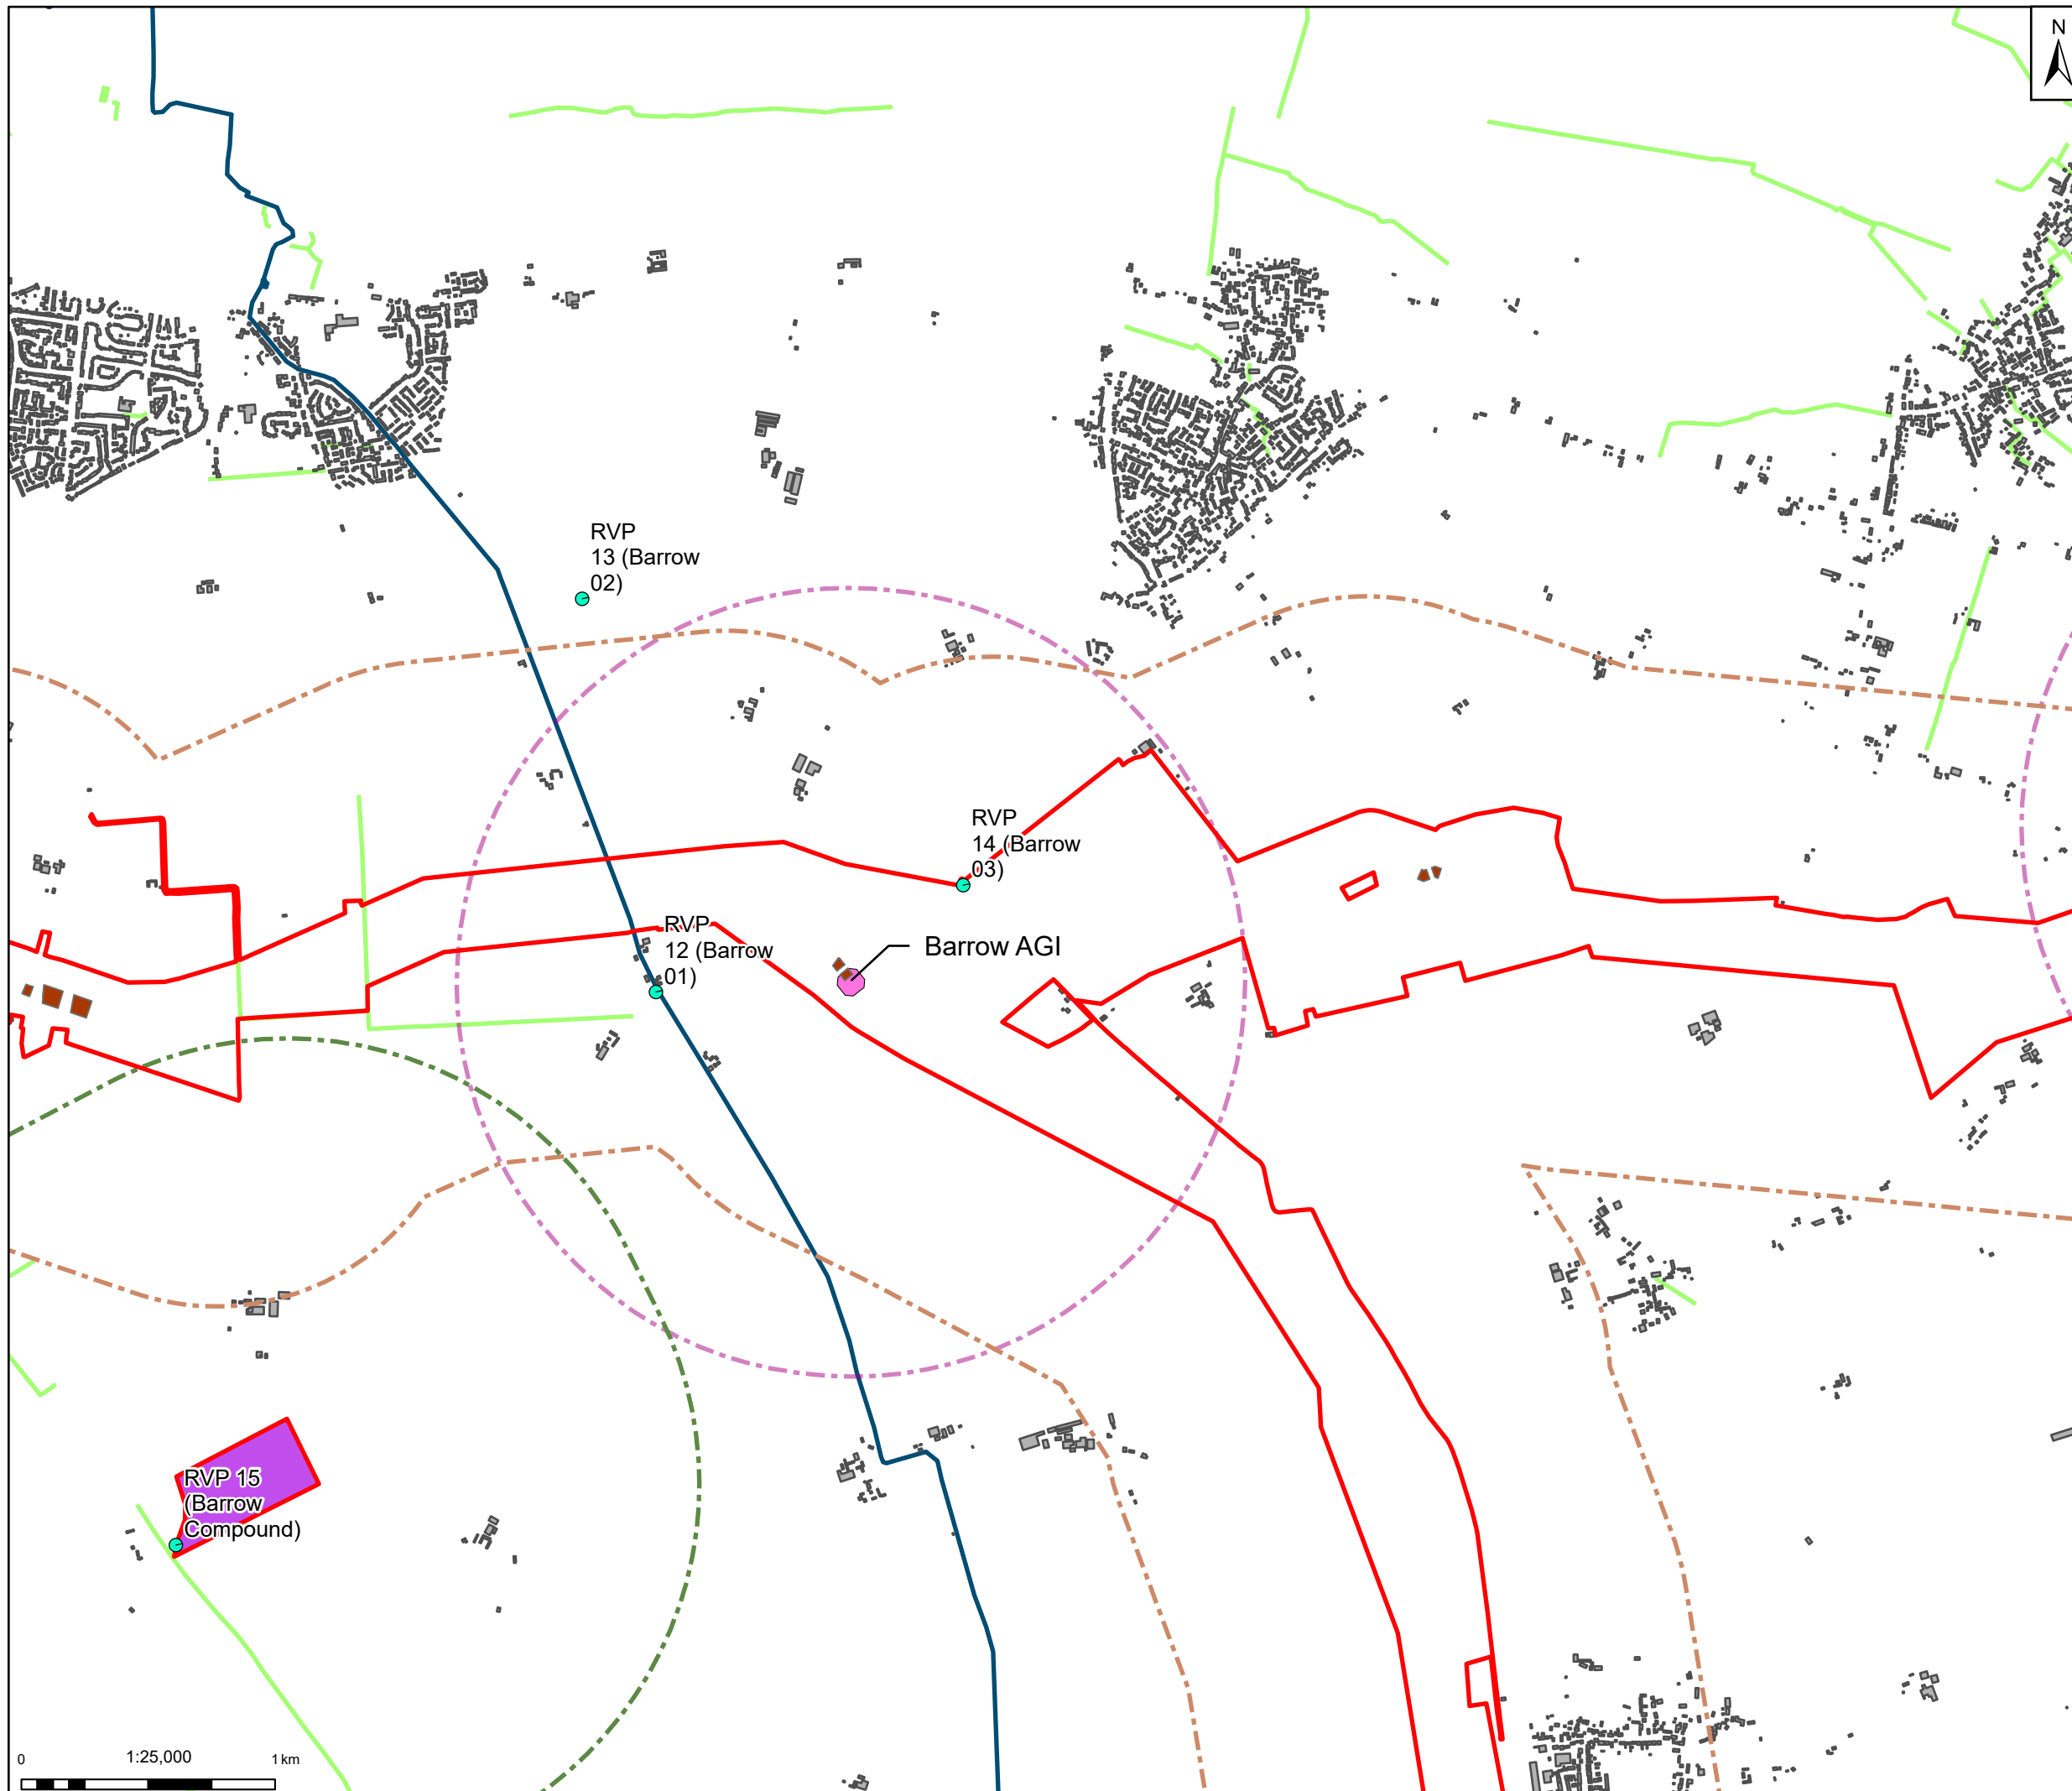 N
RVP
13 (Barrow
02)
RVP
14 (Barrow
03)
RVP
12 (Barrow
01)
Barrow AGI
RVP 15
(Barrow
Compound)
0
1:25,000
1 km